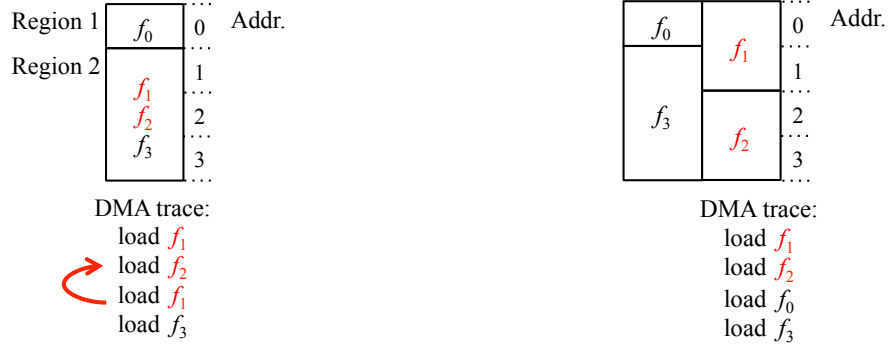 Region 1 f0 0 Addr.
Region 2 1
f1
f2 2
f3
3
DMA trace:
load f1
load f2
load f1
load f3
f0 0 Addr.
f1
1
f3 2
f2
3
DMA trace:
load f1
load f2
load f0
load f3